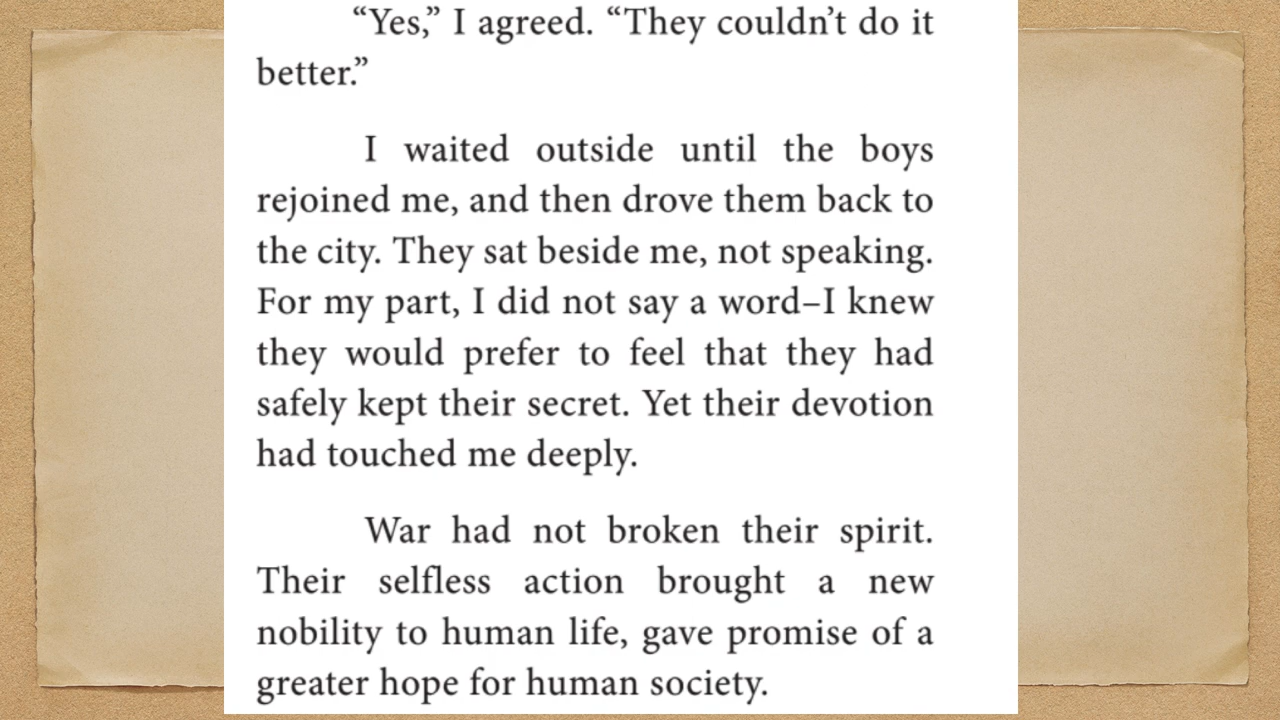 “Yes,” I agreed. “They couldn’t do it
better.”
I waited outside until the boys
rejoined me, and then drove them back to
the city. They sat beside me, not speaking.
For my part, I did not say a word–I knew
they would prefer to feel that they had
safely kept their secret. Yet their devotion
had touched me deeply.
War had not broken their spirit.
Their selfless action brought a new
nobility to human life, gave promise of a
greater hope for human society.